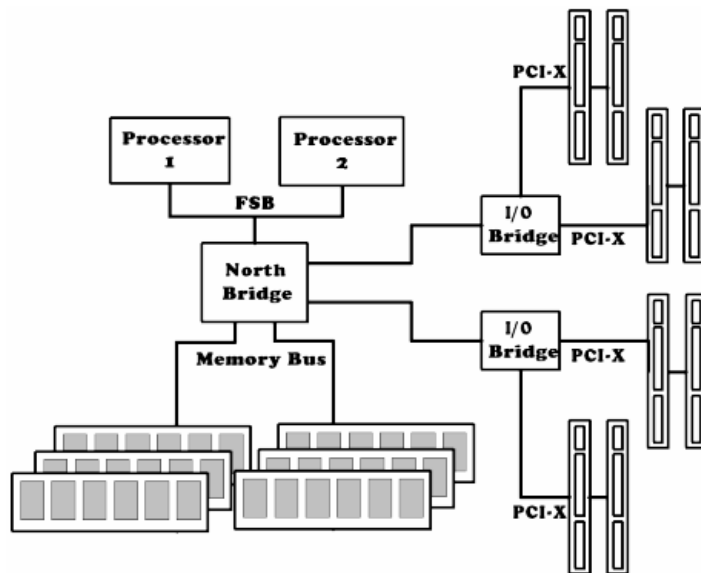 PCI-X
Processor
1
Processor
2
FSB
I/O
Bridge
PCI-X
North
Bridge
I/O
Bridge
PCI-X
Memory Bus
PCI-X